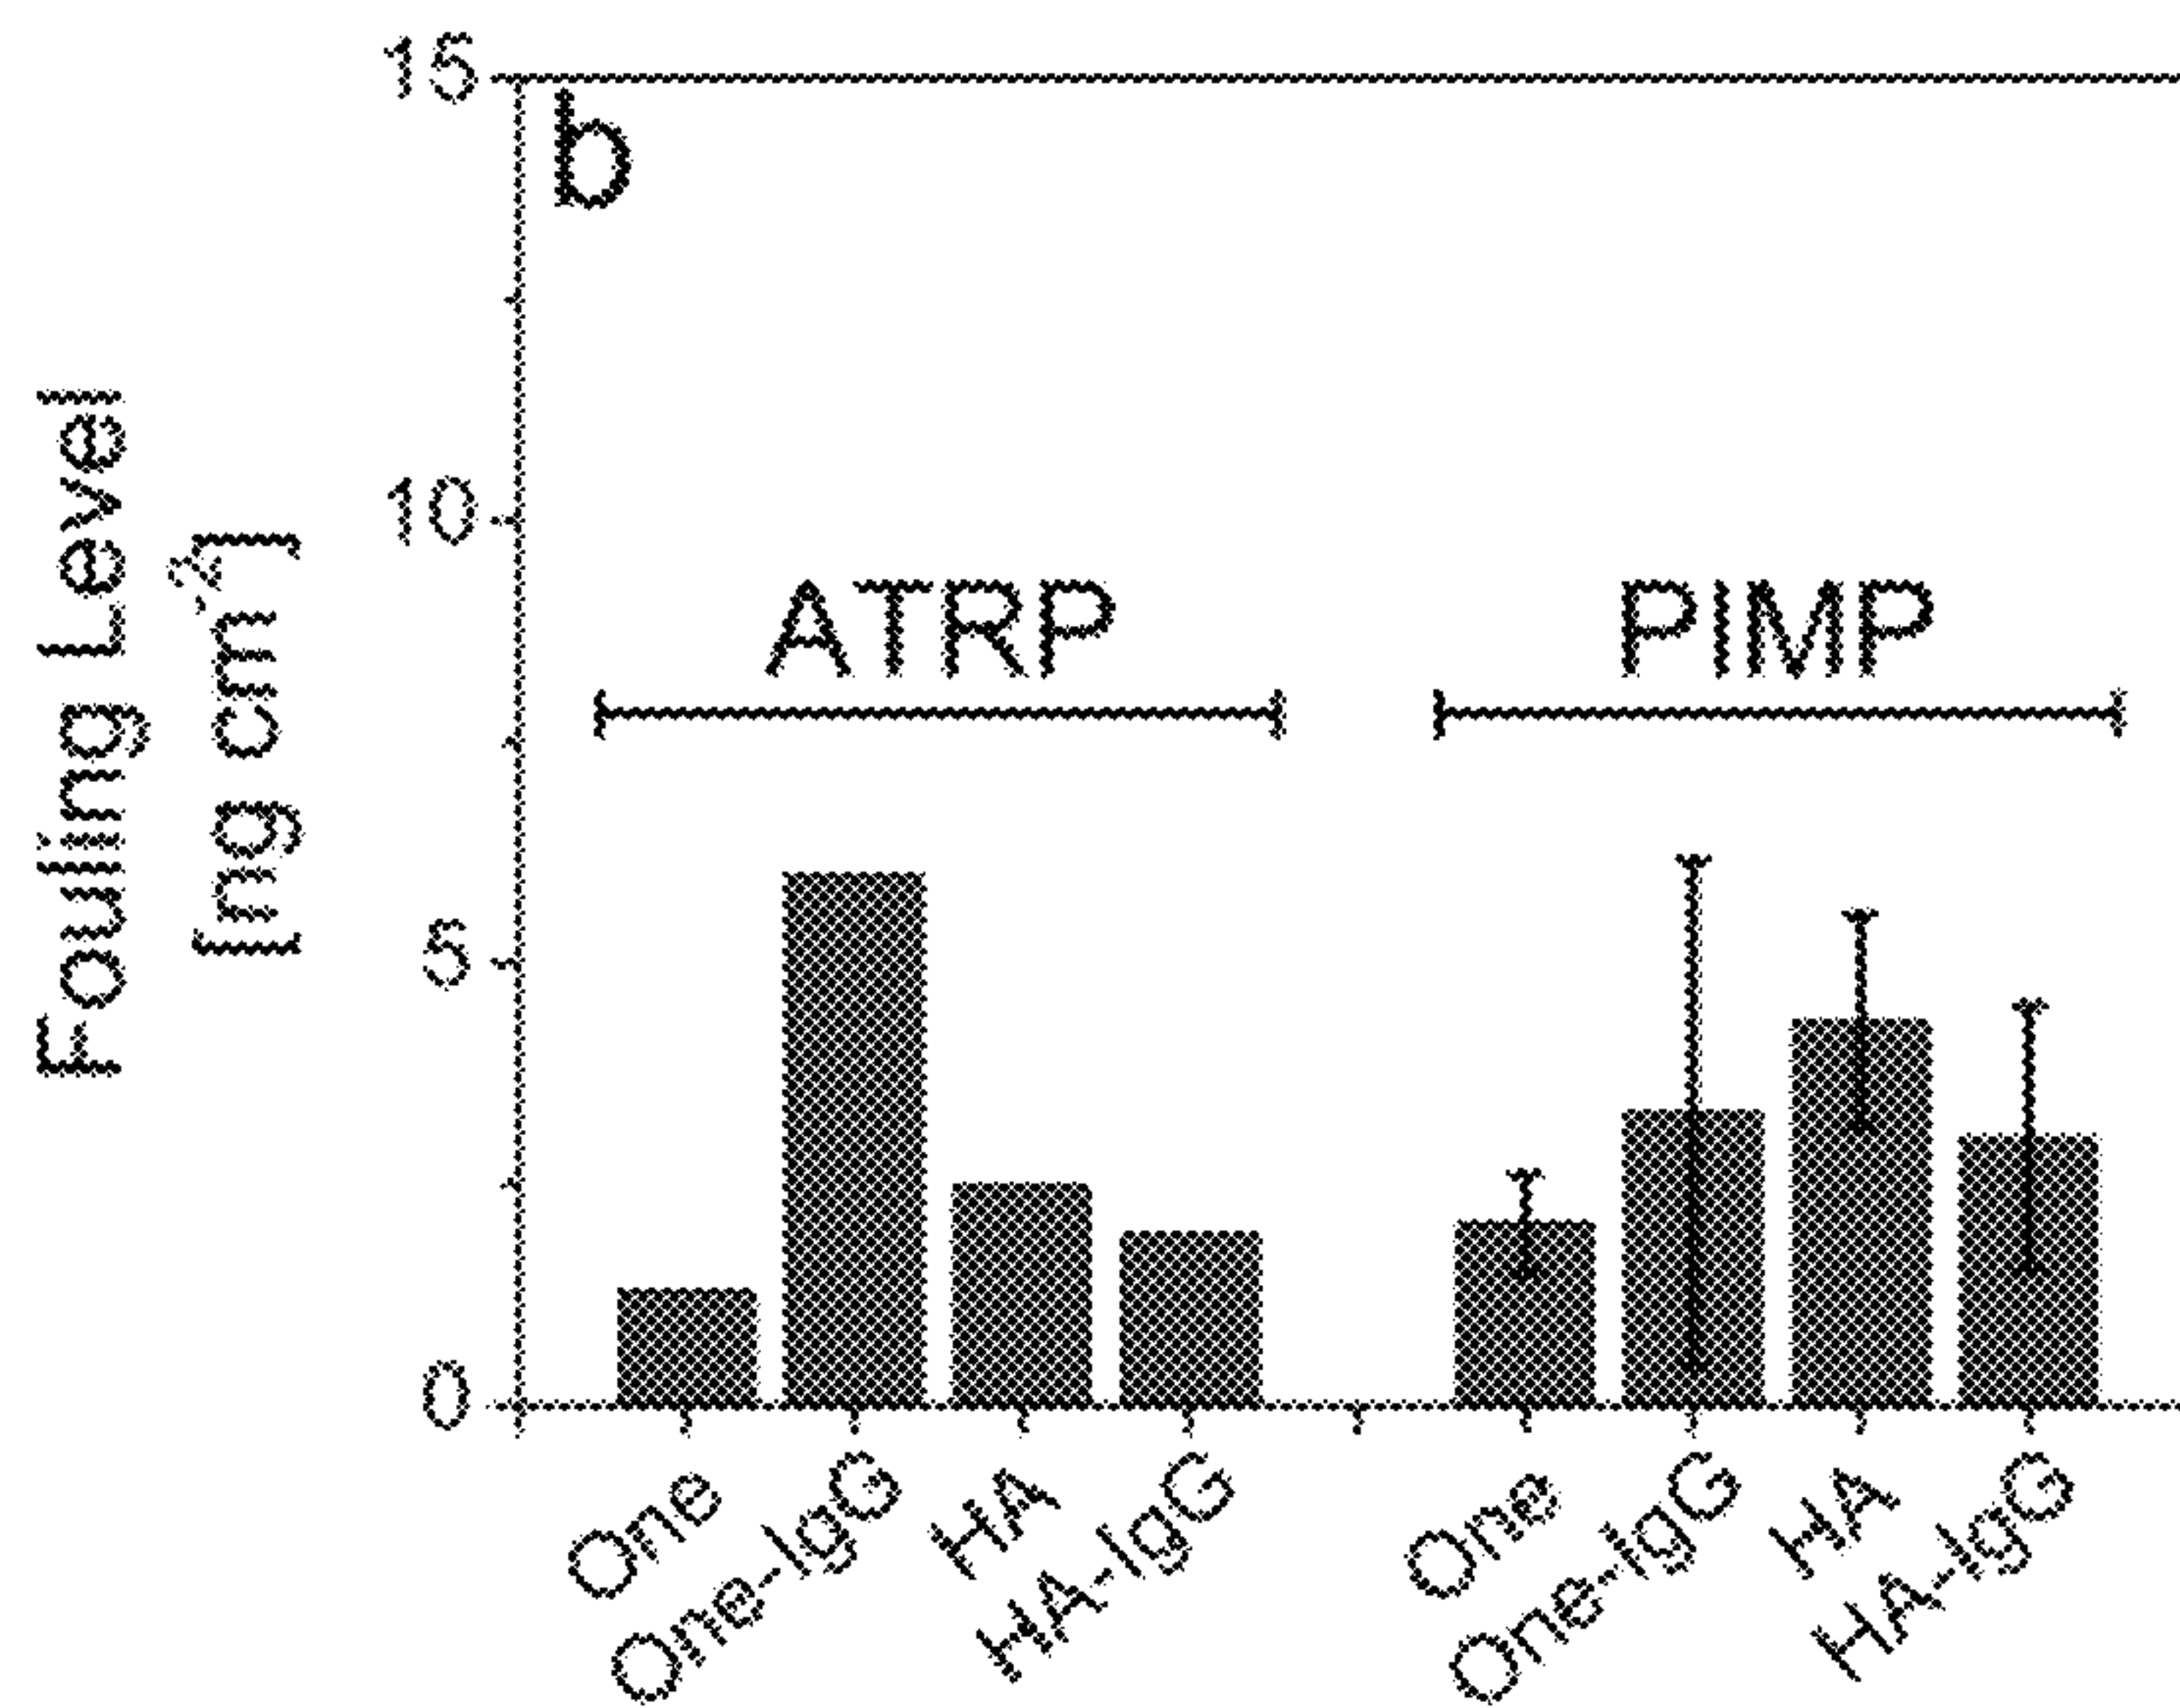 15
b
10
5
0
Fouling Level
[ng cm⁻²]
ATRP
PIMP
One
One-IgG
HA
HA-IgG
One
One-IgG
HA
HA-IgG